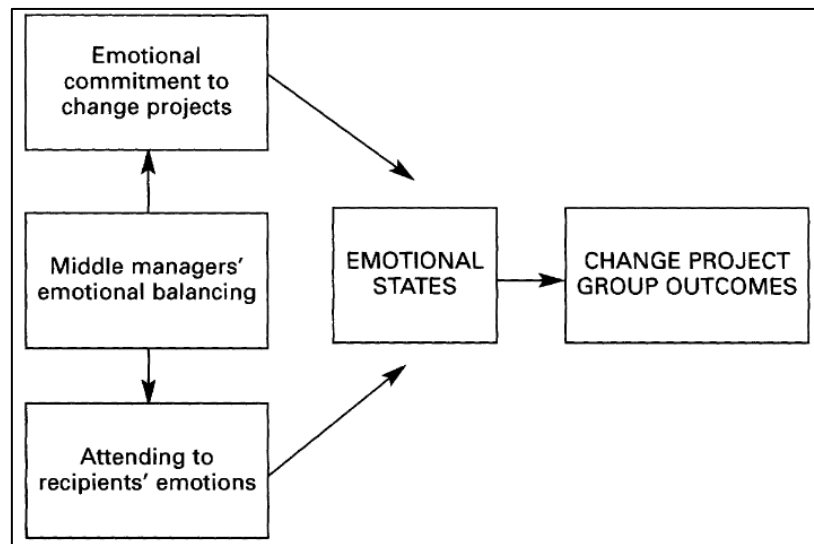 Emotional
commitment to
change projects
Middle managers'
emotional balancing
EMOTIONAL
STATES
CHANGE PROJECT
GROUP OUTCOMES
Attending to
recipients' emotions